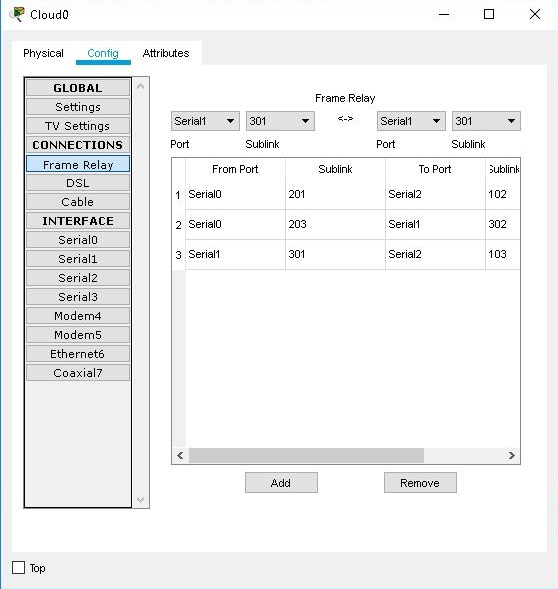 Cloud0
Physical Config Attributes
GLOBAL
Settings
TV Settings
CONNECTIONS
Frame Relay
DSL
Cable
INTERFACE
Serial0
Serial1
Serial2
Serial3
Modem4
Modem5
Ethernet6
Coaxial7
Frame Relay
Serial1 301 <-> Serial1 301
Port Sublink Port Sublink
From Port Sublink To Port Sublink
1 Serial0 201 Serial2 102
2 Serial0 203 Serial1 302
3 Serial1 301 Serial2 103
Add Remove
Top